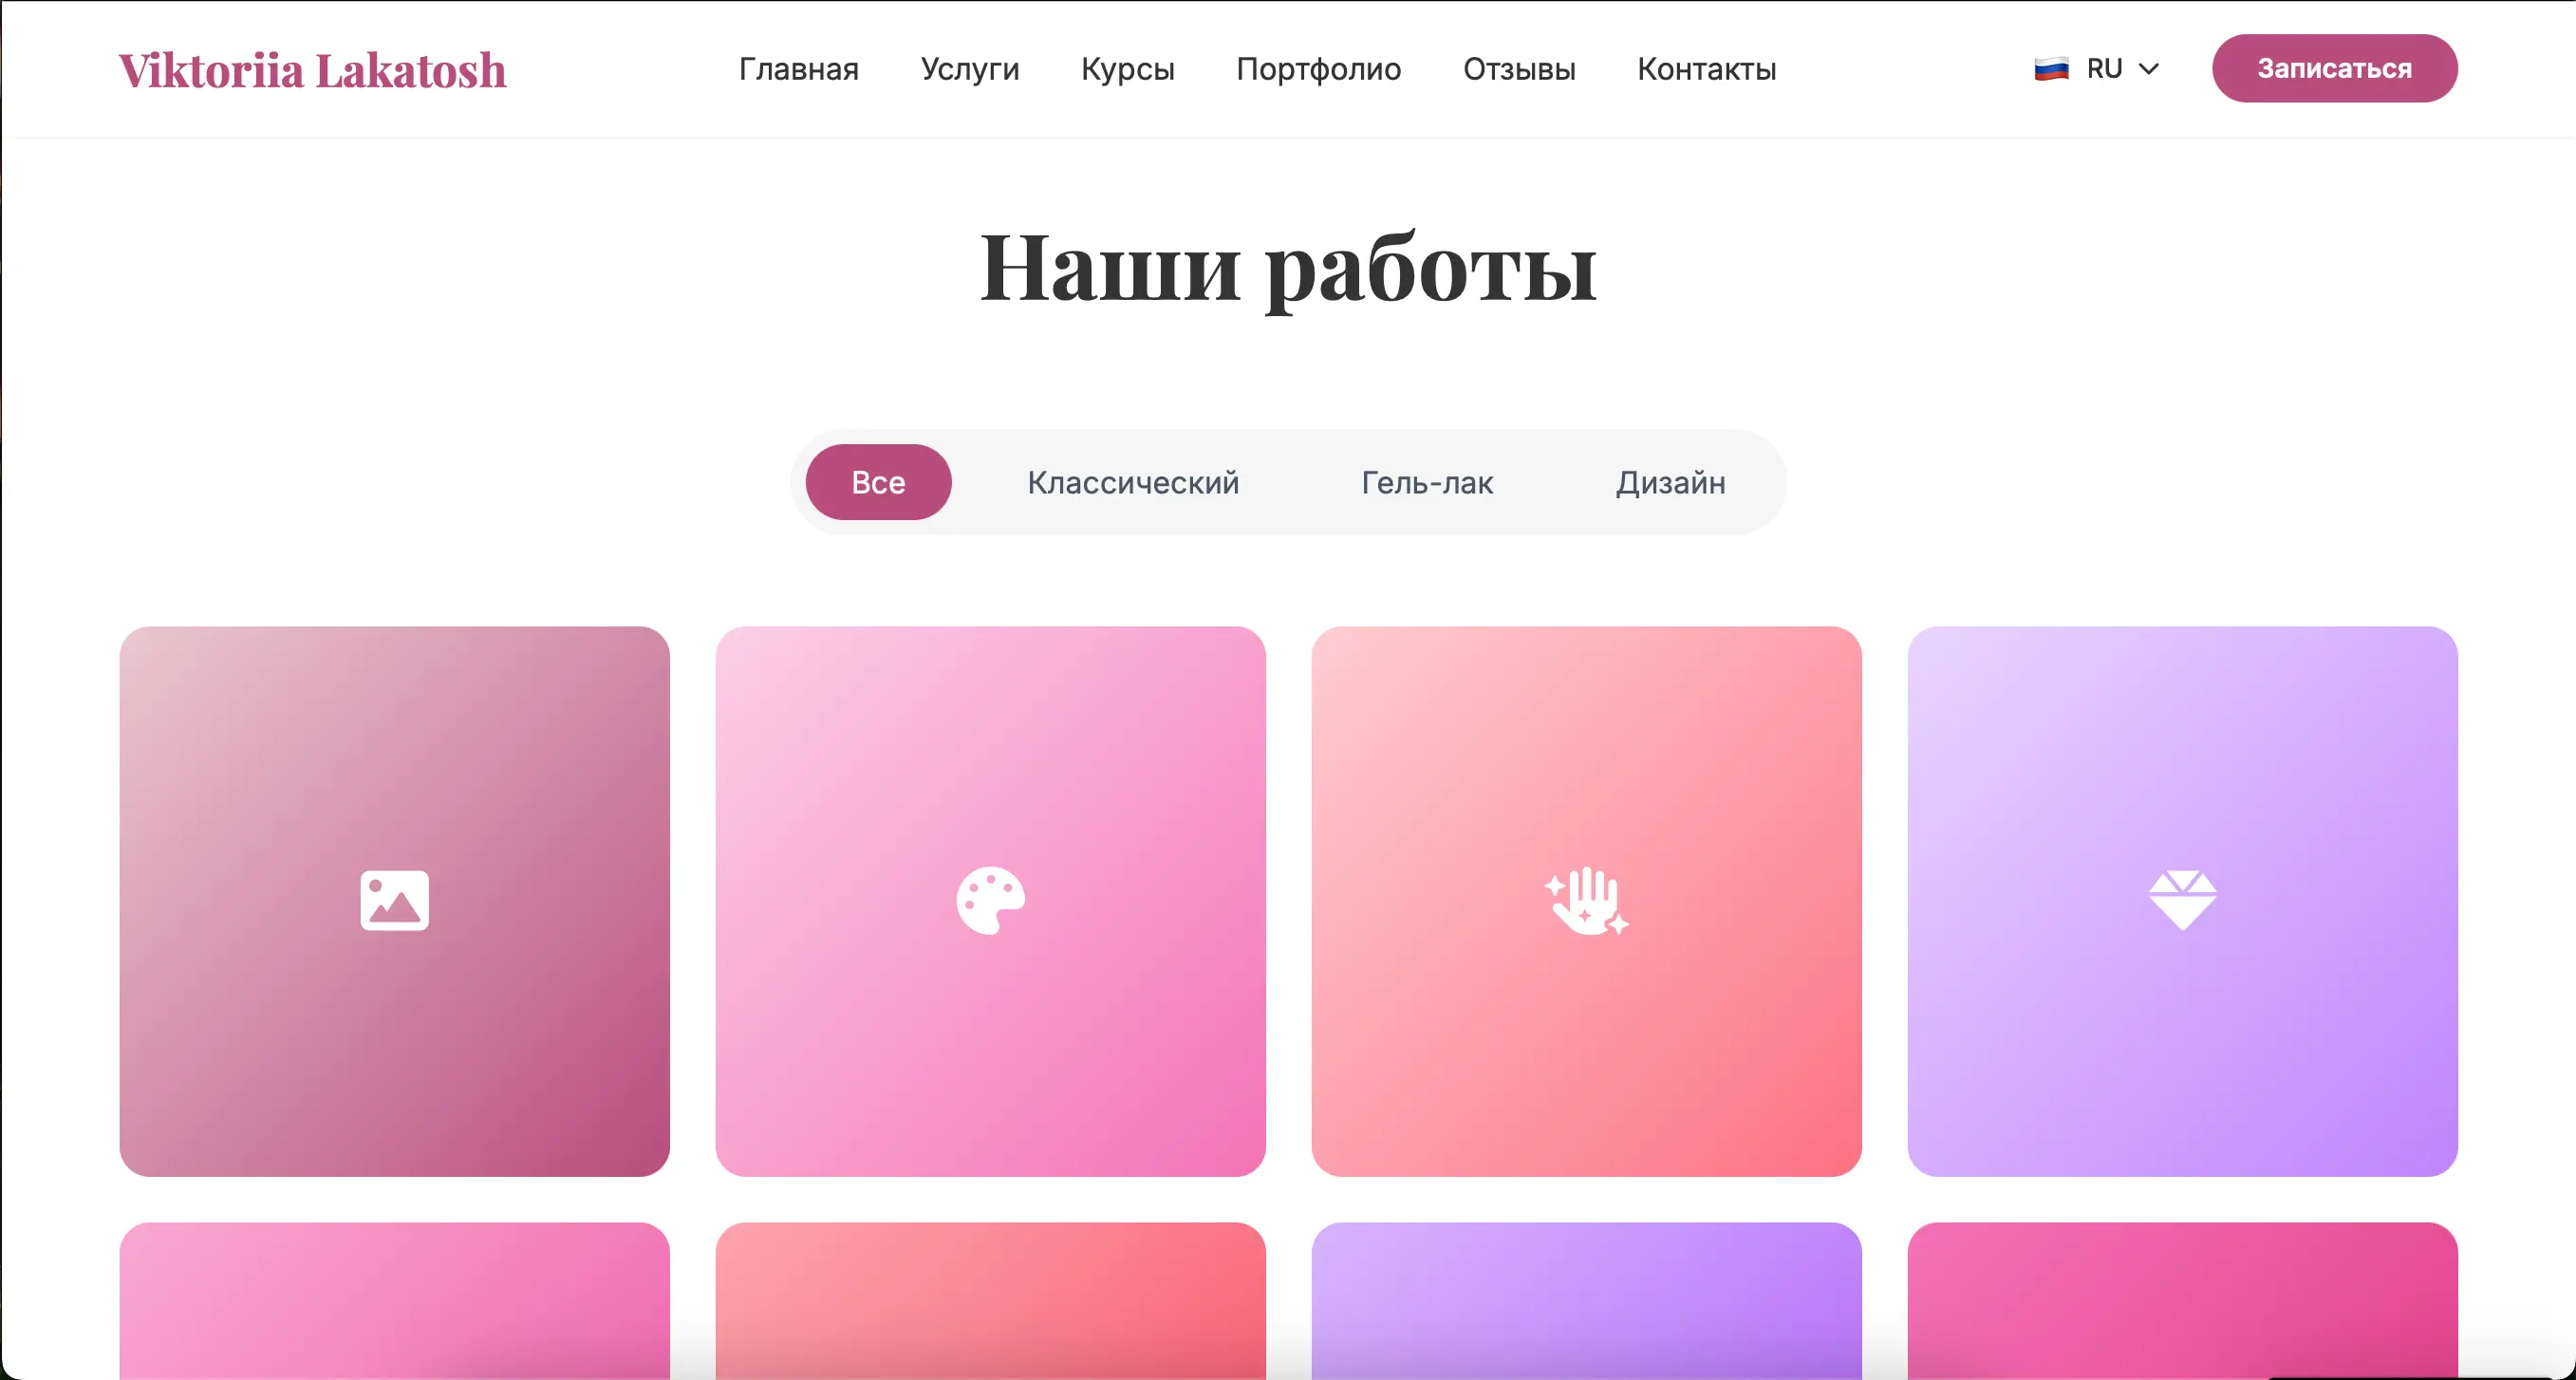 Viktoriia Lakatosh
Главная Услуги Курсы Портфолио Отзывы Контакты
RU
Записаться
Наши работы
Все Классический Гель-лак Дизайн